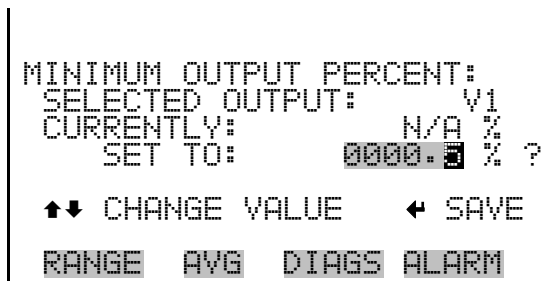 MINIMUM OUTPUT PERCENT:
SELECTED OUTPUT: V1
CURRENTLY: N/A %
SET TO: 0000.5 % ?
⬆⬇ CHANGE VALUE ↵ SAVE
RANGE AVG DIAGS ALARM